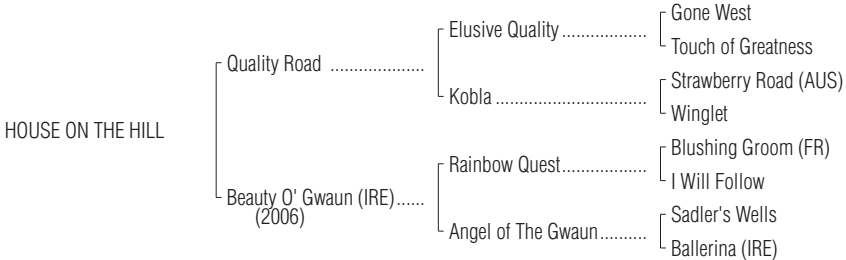 Gone West
Elusive Quality ...................
Touch of Greatness
Quality Road .....................
Strawberry Road (AUS)
Kobla .................................
Winglet
HOUSE ON THE HILL
Blushing Groom (FR)
Rainbow Quest...................
I Will Follow
Beauty O' Gwaun (IRE)......
(2006)
Sadler's Wells
Angel of The Gwaun...........
Ballerina (IRE)